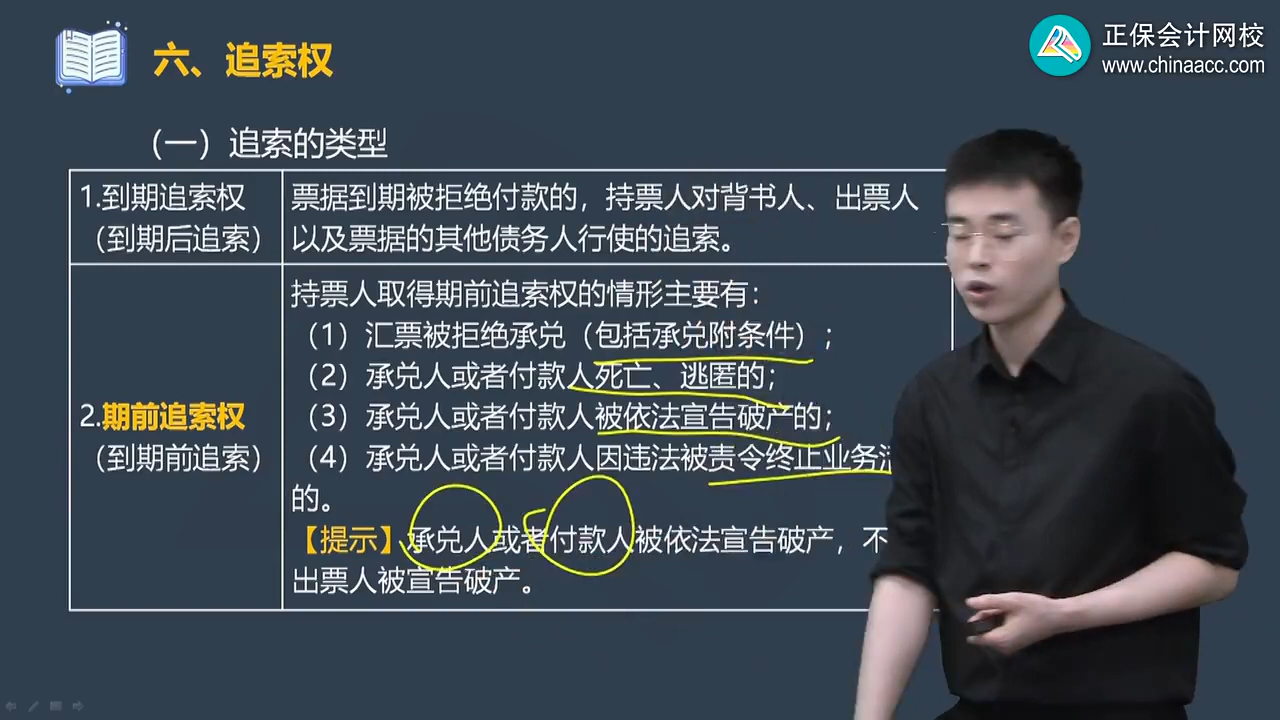 六、追索权
正保会计网校
www.chinaacc.com
（一）追索的类型
1.到期追索权
（到期后追索）
票据到期被拒绝付款的，持票人对背书人、出票人
以及票据的其他债务人行使的追索。
2.期前追索权
（到期前追索）
持票人取得期前追索权的情形主要有：
（1）汇票被拒绝承兑（包括承兑附条件）；
（2）承兑人或者付款人死亡、逃匿的；
（3）承兑人或者付款人被依法宣告破产的；
（4）承兑人或者付款人因违法被责令终止业务
的。
【提示】承兑人或者付款人被依法宣告破产，不
出票人被宣告破产。